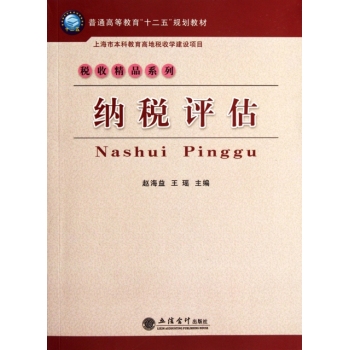 普通高等教育“十二五”规划教材
上海市本科教育高地税收学建设项目
税收精品系列
纳税评估
Nashui Pinggu
赵海益 王瑶 主编
立信会计出版社